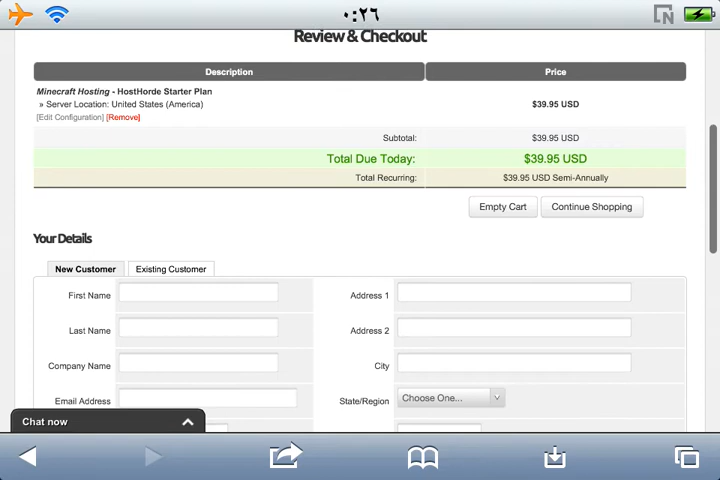 ٠:٢٦
Review & Checkout
Description Price
Minecraft Hosting - HostHorde Starter Plan
» Server Location: United States (America) $39.95 USD
[Edit Configuration] [Remove]
Subtotal: $39.95 USD
Total Due Today: $39.95 USD
Total Recurring: $39.95 USD Semi-Annually
Empty Cart Continue Shopping
Your Details
New Customer Existing Customer
First Name Address 1
Last Name Address 2
Company Name City
Email Address State/Region Choose One...
Chat now